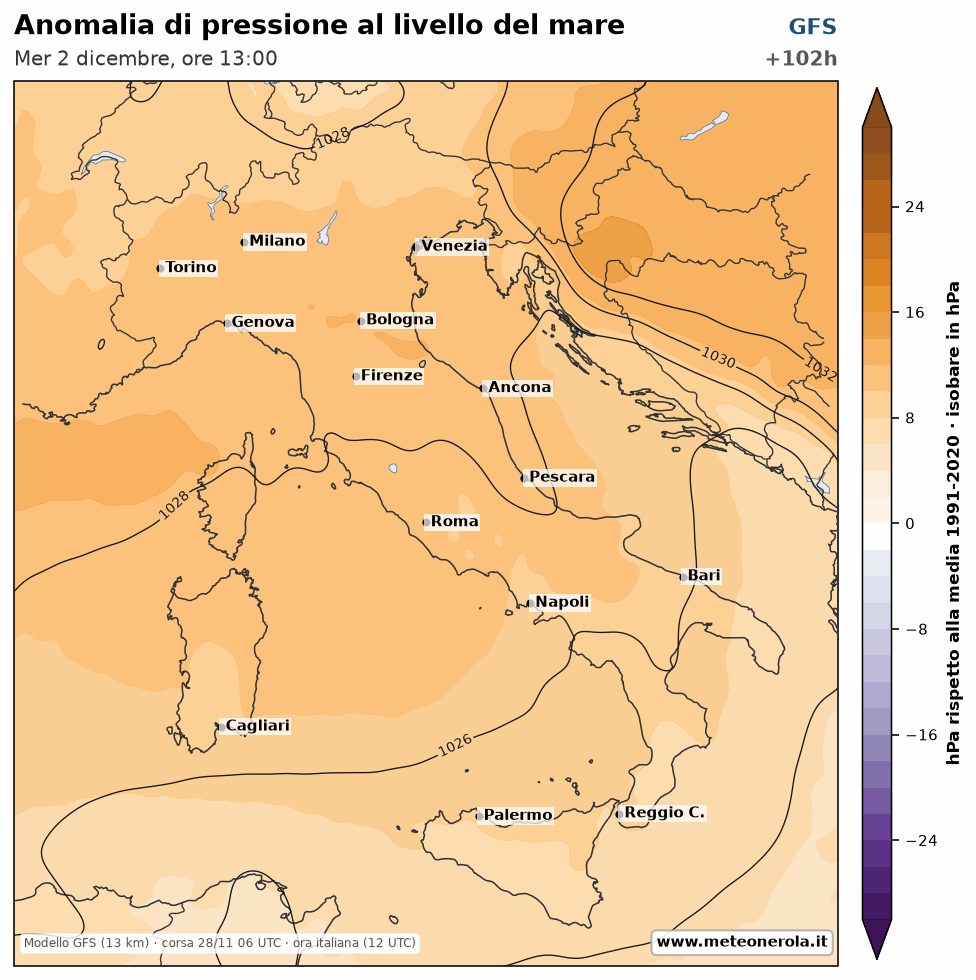 Anomalia di pressione al livello del mare
GFS
Mer 2 dicembre, ore 13:00
+102h
1028
Milano
Venezia
Torino
Genova
Bologna
1030
1032
Firenze
Ancona
Pescara
1028
Roma
Bari
Napoli
Cagliari
1026
Palermo
Reggio C.
Modello GFS (13 km) · corsa 28/11 06 UTC · ora italiana (12 UTC)
www.meteonerola.it
24
16
8
0
−8
−16
−24
hPa rispetto alla media 1991-2020 · isobare in hPa